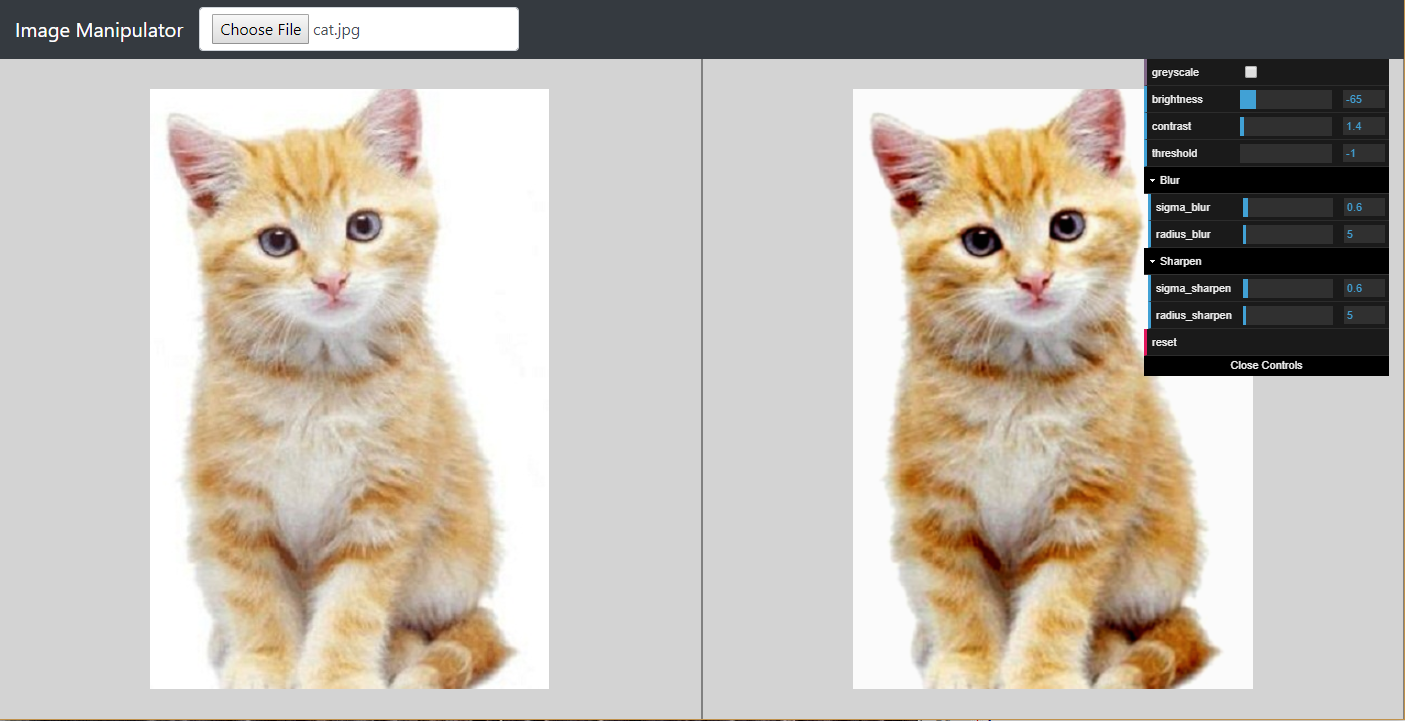 Image Manipulator Choose File cat.jpg
greyscale
brightness -65
contrast 1.4
threshold -1
Blur
sigma_blur 0.6
radius_blur 5
Sharpen
sigma_sharpen 0.6
radius_sharpen 5
reset
Close Controls